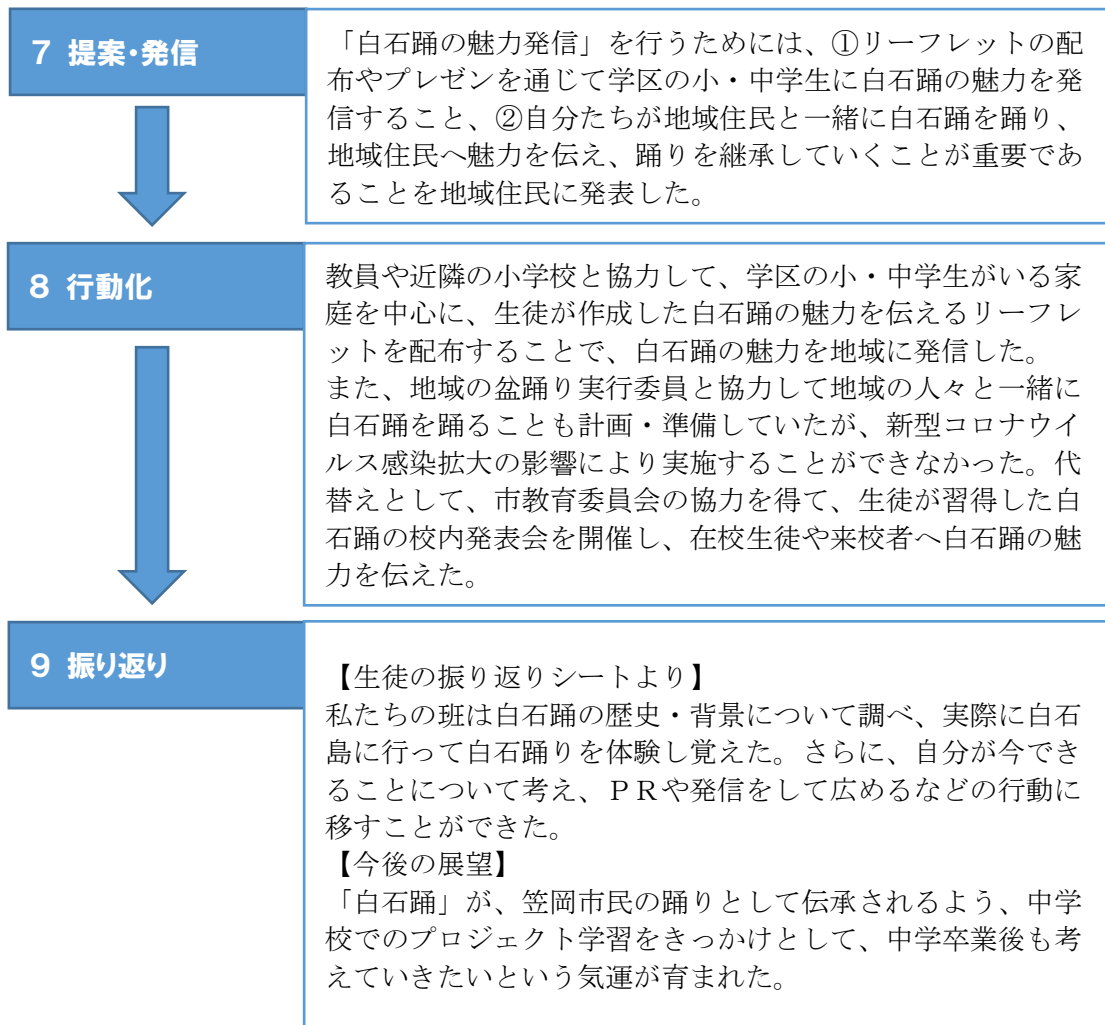 ７ 提案・発信
「白石踊の魅力発信」を行うためには、①リーフレットの配
布やプレゼンを通じて学区の小・中学生に白石踊の魅力を発
信すること、②自分たちが地域住民と一緒に白石踊を踊り、
地域住民へ魅力を伝え、踊りを継承していくことが重要であ
ることを地域住民に発表した。
８ 行動化
教員や近隣の小学校と協力して、学区の小・中学生がいる家
庭を中心に、生徒が作成した白石踊の魅力を伝えるリーフレ
ットを配布することで、白石踊の魅力を地域に発信した。
また、地域の盆踊り実行委員と協力して地域の人々と一緒に
白石踊を踊ることも計画・準備していたが、新型コロナウイ
ルス感染拡大の影響により実施することができなかった。代
替えとして、市教育委員会の協力を得て、生徒が習得した白
石踊の校内発表会を開催し、在校生徒や来校者へ白石踊の魅
力を伝えた。
９ 振り返り
【生徒の振り返りシートより】
私たちの班は白石踊の歴史・背景について調べ、実際に白石
島に行って白石踊りを体験し覚えた。さらに、自分が今でき
ることについて考え、ＰＲや発信をして広めるなどの行動に
移すことができた。
【今後の展望】
「白石踊」が、笠岡市民の踊りとして伝承されるよう、中学
校でのプロジェクト学習をきっかけとして、中学卒業後も考
えていきたいという気運が育まれた。